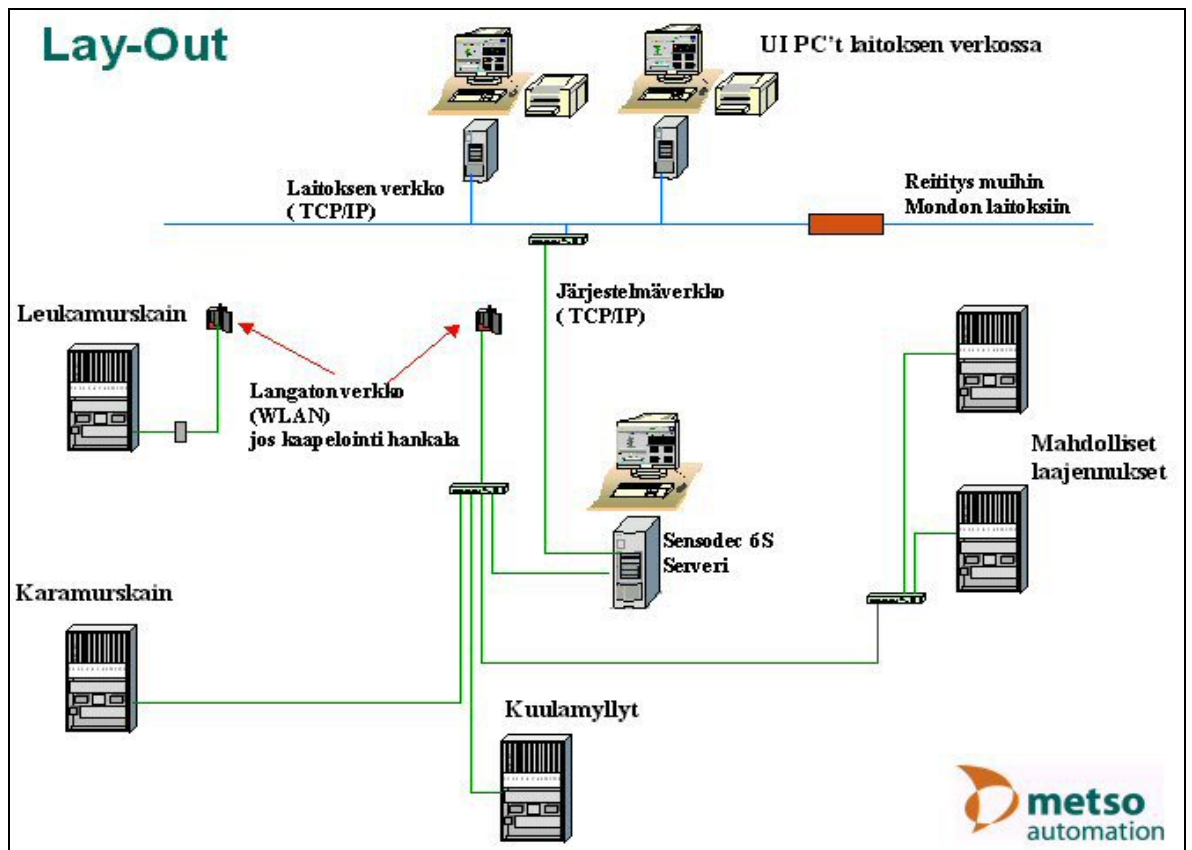 Lay-Out
UI PC't laitoksen verkossa
Laitoksen verkko
( TCP/IP)
Reititys muihin
Mondon laitoksiin
Järjestelmäverkko
( TCP/IP)
Leukamurskain
Langaton verkko
(WLAN)
jos kaapelointi hankala
Mahdolliset
laajennukset
Sensodec 6S
Serveri
Karamurskain
Kuulamyllyt
metso
automation